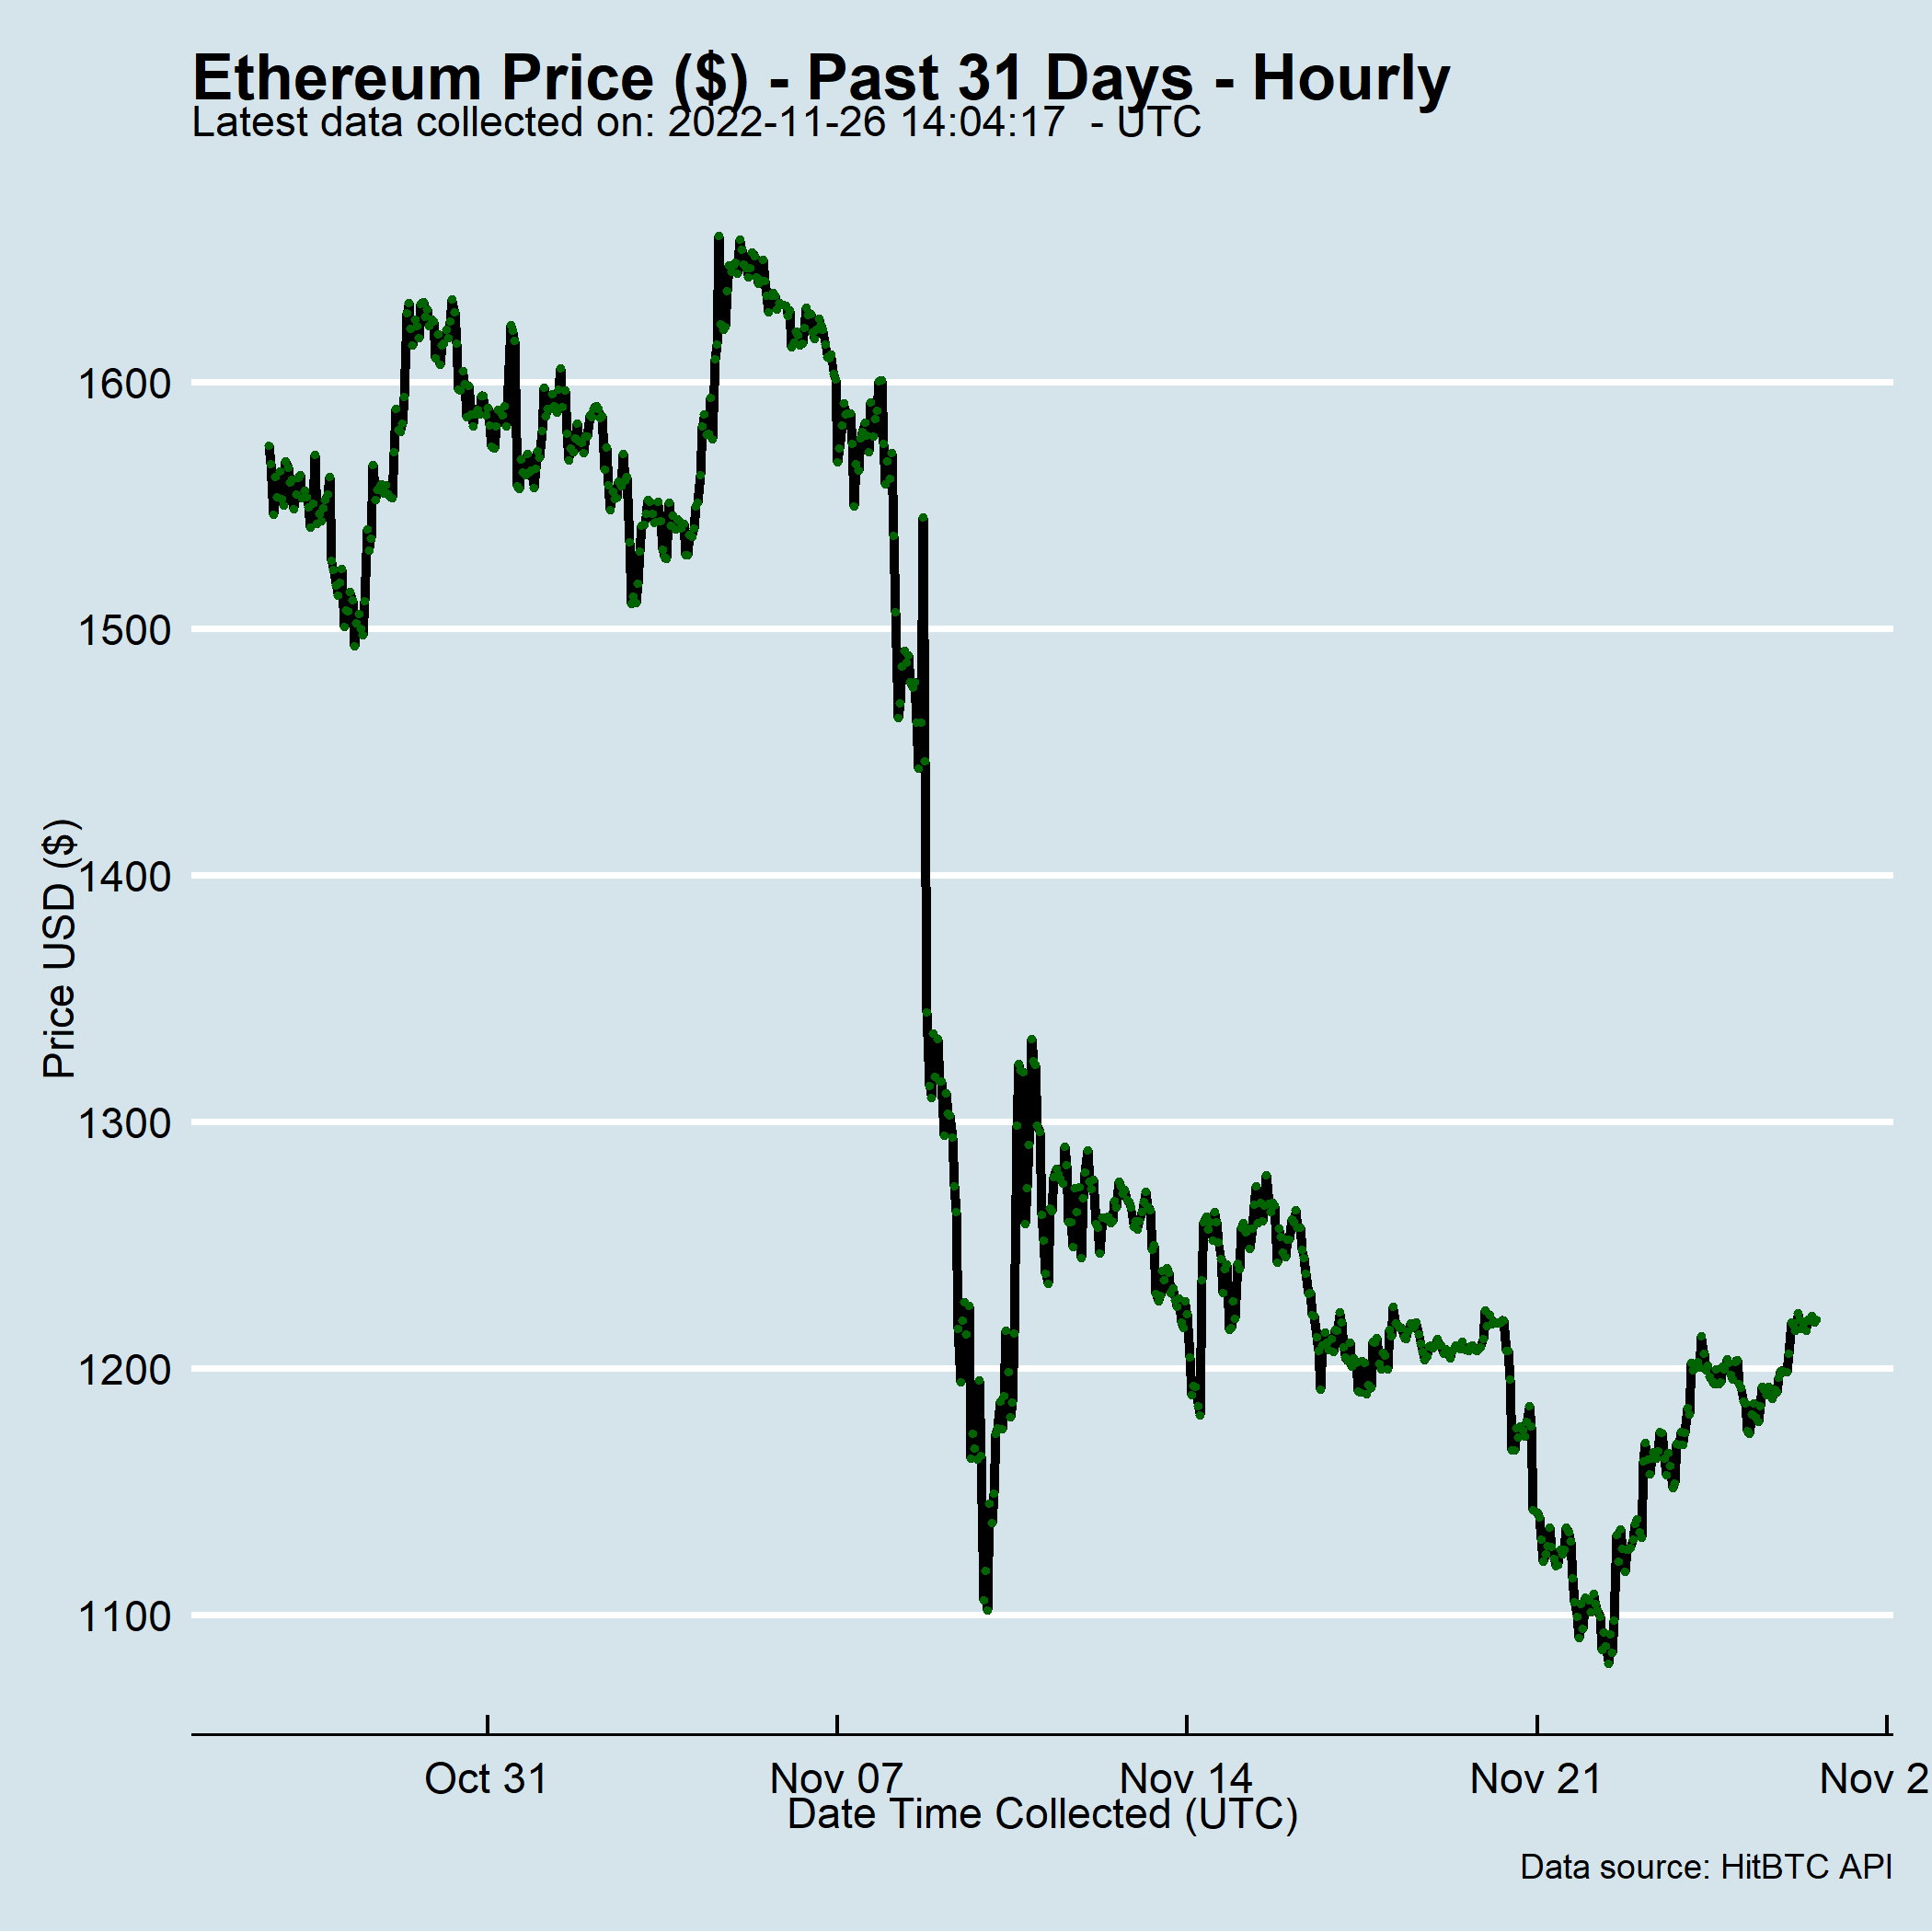 Ethereum Price ($) - Past 31 Days - Hourly
Latest data collected on: 2022-11-26 14:04:17  - UTC
Price USD ($)
1600
1500
1400
1300
1200
1100
Oct 31 Nov 07 Nov 14 Nov 21 Nov 2
Date Time Collected (UTC)
Data source: HitBTC API